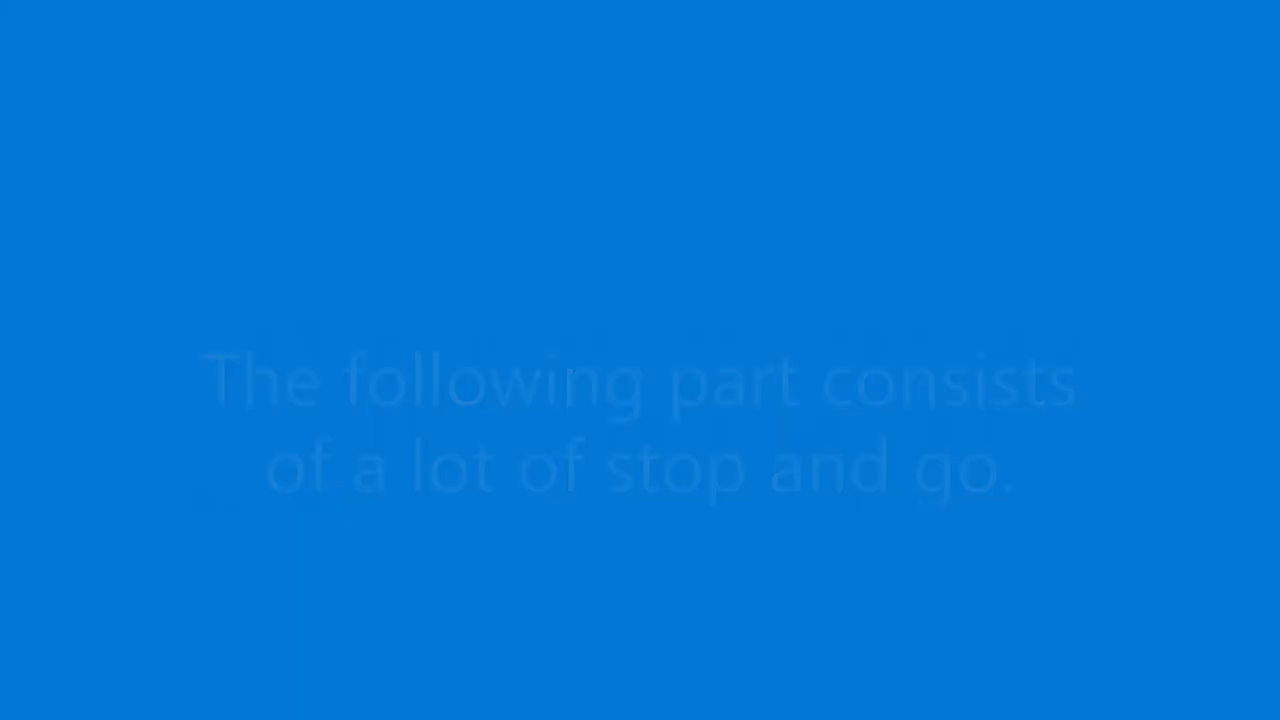 The following part consists
of a lot of stop and go.